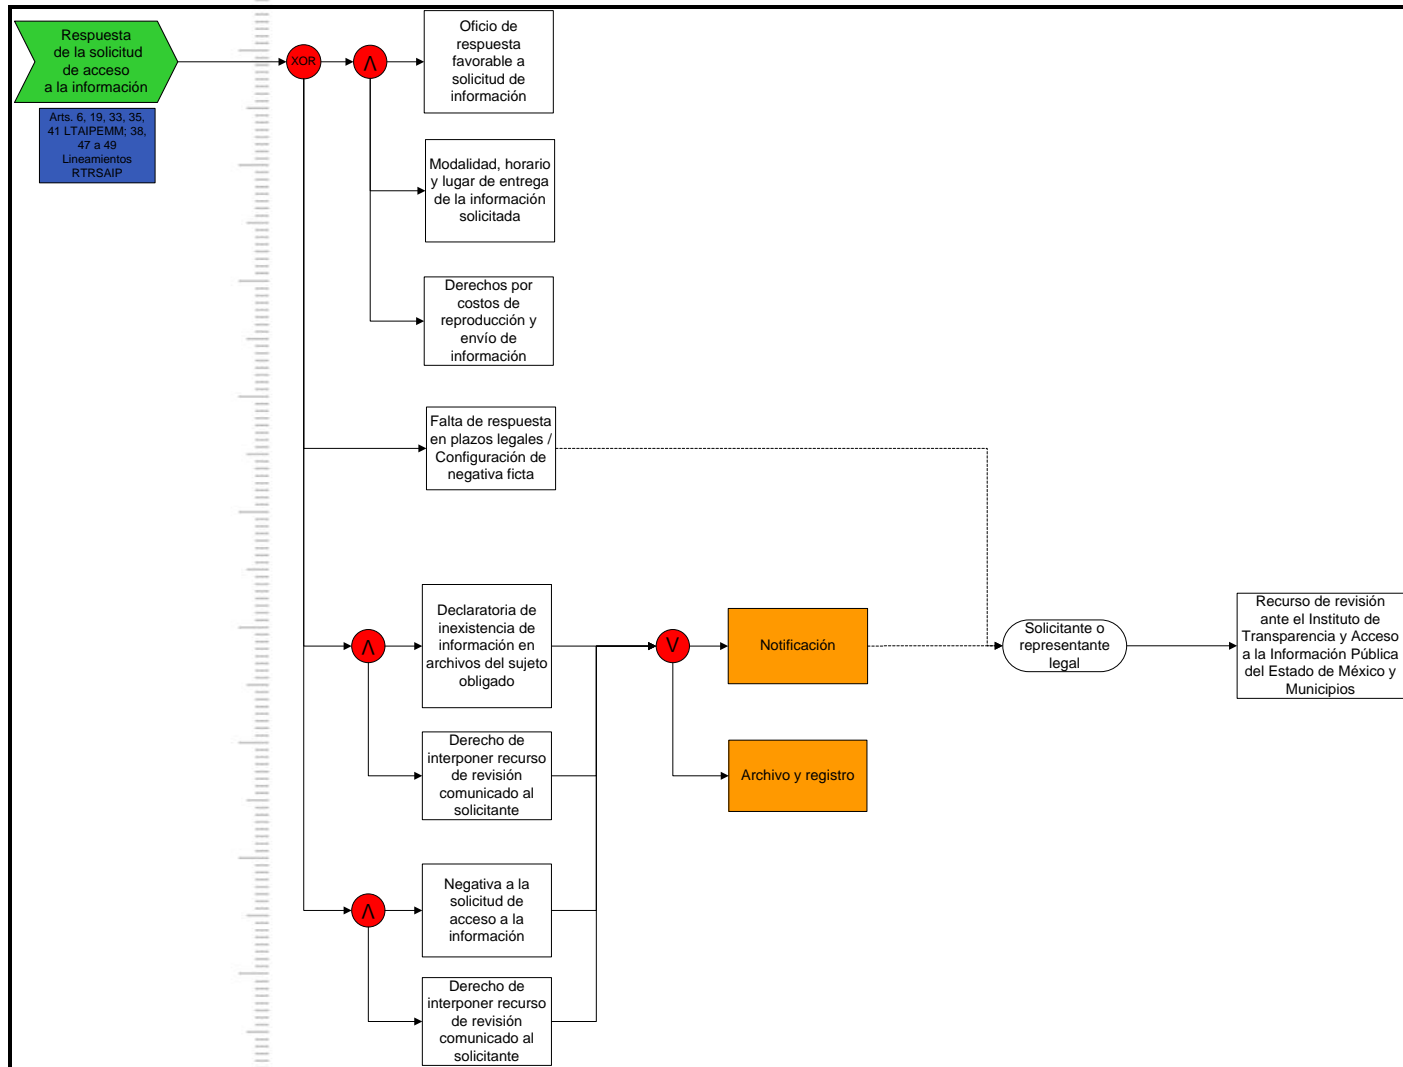 Respuesta
de la solicitud
de acceso
a la información
Arts. 6, 19, 33, 35,
41 LTAIPEMM; 38,
47 a 49
Lineamientos
RTRSAIP
XOR
Λ
Oficio de
respuesta
favorable a
solicitud de
información
Modalidad, horario
y lugar de entrega
de la información
solicitada
Derechos por
costos de
reproducción y
envío de
información
Falta de respuesta
en plazos legales /
Configuración de
negativa ficta
Λ
Declaratoria de
inexistencia de
información en
archivos del sujeto
obligado
Derecho de
interponer recurso
de revisión
comunicado al
solicitante
V
Notificación
Archivo y registro
Solicitante o
representante
legal
Recurso de revisión
ante el Instituto de
Transparencia y Acceso
a la Información Pública
del Estado de México y
Municipios
Λ
Negativa a la
solicitud de
acceso a la
información
Derecho de
interponer recurso
de revisión
comunicado al
solicitante